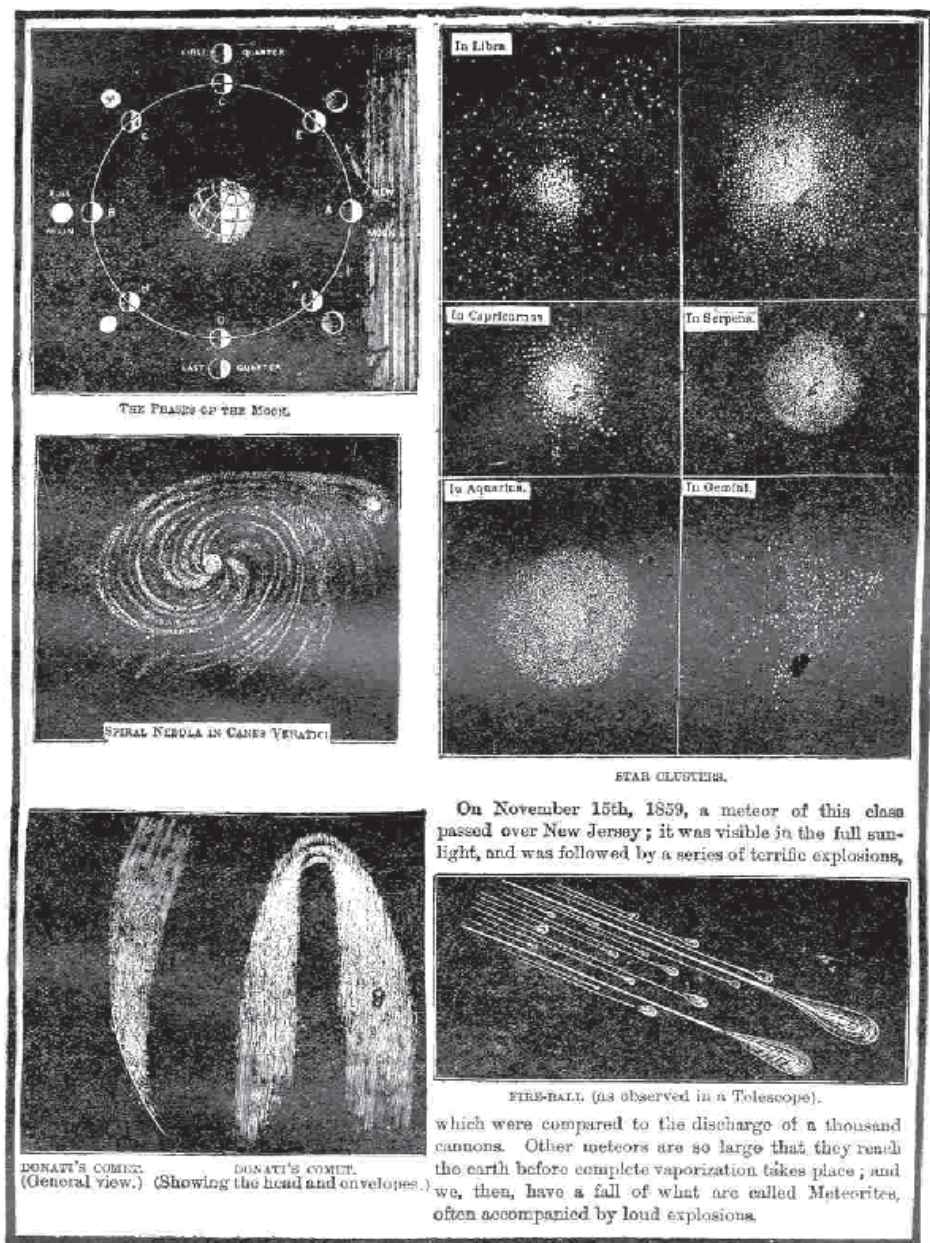 FIRST QUARTER
C
M
G
E
FULL
MOON
B
A
NEW
MOON
H
F
D
LAST QUARTER
THE PHASES OF THE MOON.
In Libra.
In Capricornus.
In Serpens.
In Aquarius.
In Gemini.
STAR CLUSTERS.
SPIRAL NEBULA IN CANES VENATICI
On November 15th, 1859, a meteor of this class
passed over New Jersey; it was visible in the full sun-
light, and was followed by a series of terrific explosions,
FIRE-BALL (as observed in a Telescope).
which were compared to the discharge of a thousand
cannons. Other meteors are so large that they reach
the earth before complete vaporization takes place; and
we, then, have a fall of what are called Meteorites,
often accompanied by loud explosions.
DONATI'S COMET.
(General view.)
DONATI'S COMET.
(Showing the head and envelopes.)